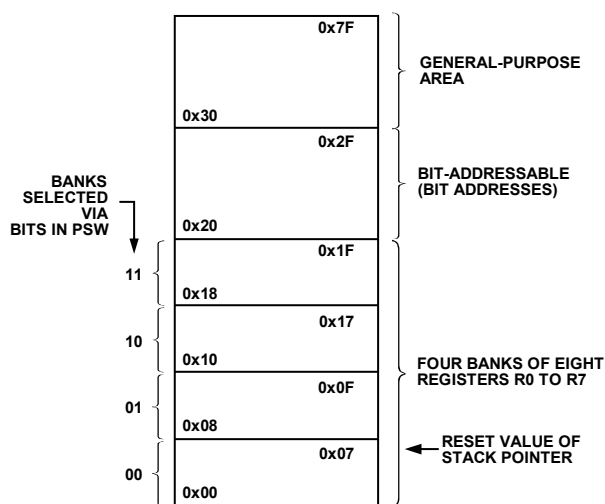 0x7F
GENERAL-PURPOSE
AREA
0x30
0x2F
BIT-ADDRESSABLE
(BIT ADDRESSES)
BANKS
SELECTED
VIA
BITS IN PSW
0x20
0x1F
11
0x18
0x17
10
0x10
FOUR BANKS OF EIGHT
REGISTERS R0 TO R7
0x0F
01
0x08
0x07
RESET VALUE OF
STACK POINTER
00
0x00